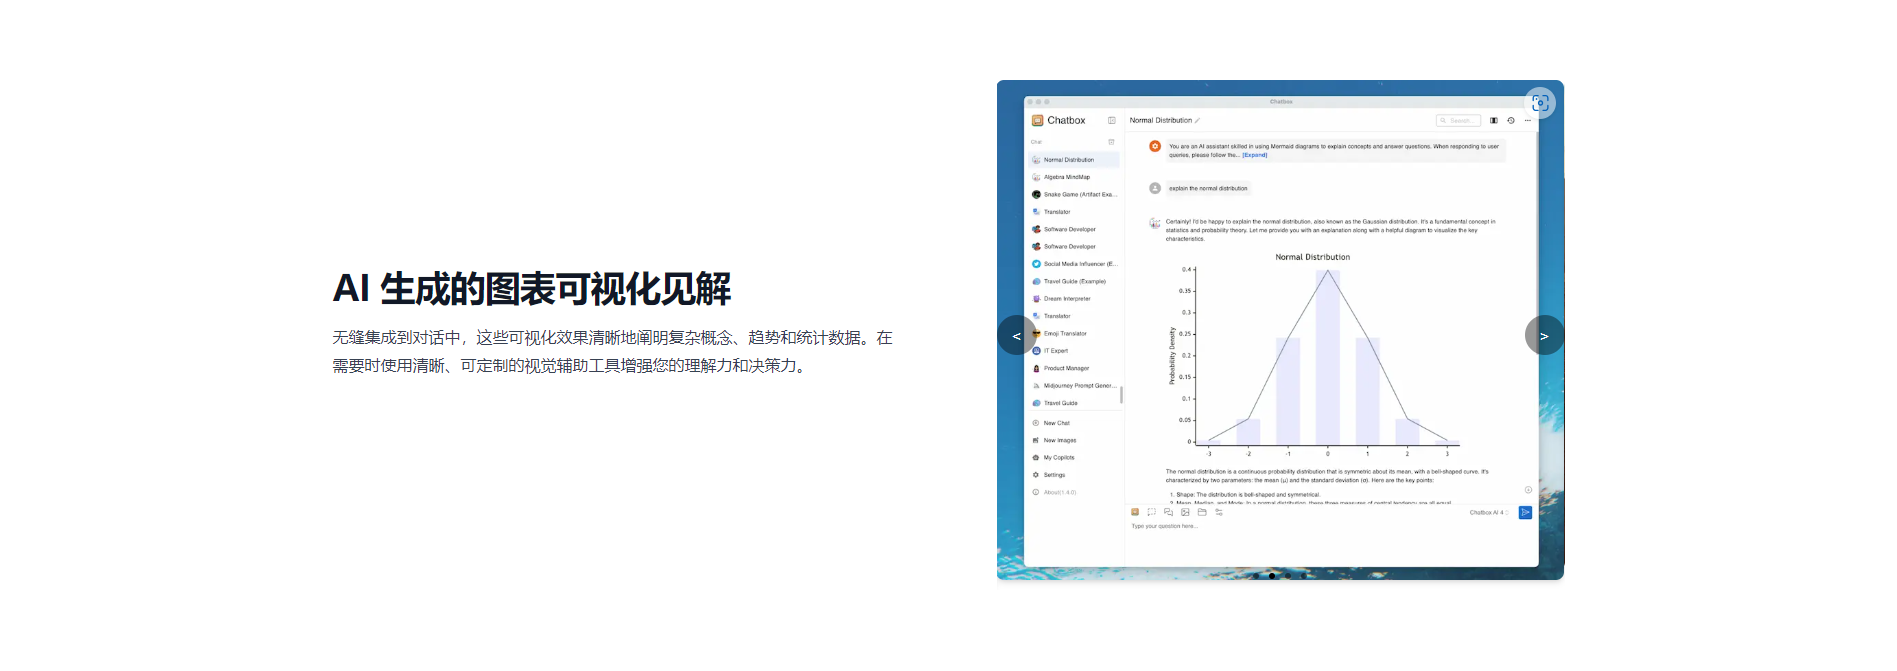 AI 生成的图表可视化见解
无缝集成到对话中，这些可视化效果清晰地阐明复杂概念、趋势和统计数据。在
需要时使用清晰、可定制的视觉辅助工具增强您的理解力和决策力。
Chatbox
Chatbox
Chat
Normal Distribution
Algebra MindMap
Snake Game (Artifact Exa...
Translator
Software Developer
Software Developer
Social Media Influencer (E...
Travel Guide (Example)
Dream Interpreter
Translator
Emoji Translator
IT Expert
Product Manager
Midjourney Prompt Gener...
Travel Guide
New Chat
New Images
My Copilots
Settings
About(1.4.0)
Normal Distribution
Search...
You are an AI assistant skilled in using Mermaid diagrams to explain concepts and answer questions. When responding to user
queries, please follow the... [Expand]
explain the normal distribution
Certainly! I'd be happy to explain the normal distribution, also known as the Gaussian distribution. It's a fundamental concept in
statistics and probability theory. Let me provide you with an explanation along with a helpful diagram to visualize the key
characteristics.
Normal Distribution
Probability Density
0.4
0.35
0.3
0.25
0.2
0.15
0.1
0.05
0
-3 -2 -1 0 1 2 3
The normal distribution is a continuous probability distribution that is symmetric about its mean, with a bell-shaped curve. It's
characterized by two parameters: the mean (μ) and the standard deviation (σ). Here are the key points:
1. Shape: The distribution is bell-shaped and symmetrical.
2. Mean, Median, and Mode: In a normal distribution, these three measures of central tendency are all equal.
Chatbox AI 4
Type your question here...
< >